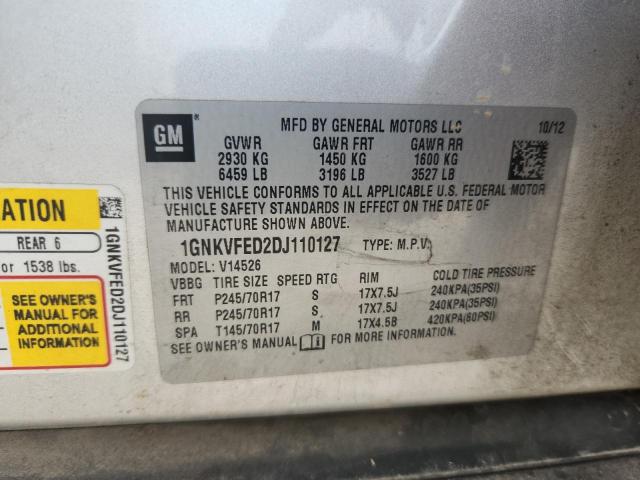 GM ®
MFD BY GENERAL MOTORS LLC 10/12
GVWR GAWR FRT GAWR RR
2930 KG 1450 KG 1600 KG
6459 LB 3196 LB 3527 LB
THIS VEHICLE CONFORMS TO ALL APPLICABLE U.S. FEDERAL MOTOR
VEHICLE SAFETY STANDARDS IN EFFECT ON THE DATE OF
MANUFACTURE SHOWN ABOVE.
1GNKVFED2DJ110127 TYPE: M.P.V.
MODEL: V14526
VBBG TIRE SIZE SPEED RTG RIM COLD TIRE PRESSURE
FRT P245/70R17 S 17X7.5J 240KPA(35PSI)
RR P245/70R17 S 17X7.5J 240KPA(35PSI)
SPA T145/70R17 M 17X4.5B 420KPA(60PSI)
SEE OWNER'S MANUAL FOR MORE INFORMATION
ATION
REAR 6
or 1538 lbs.
SEE OWNER'S
MANUAL FOR
ADDITIONAL
INFORMATION
1GNKVFED2DJ110127